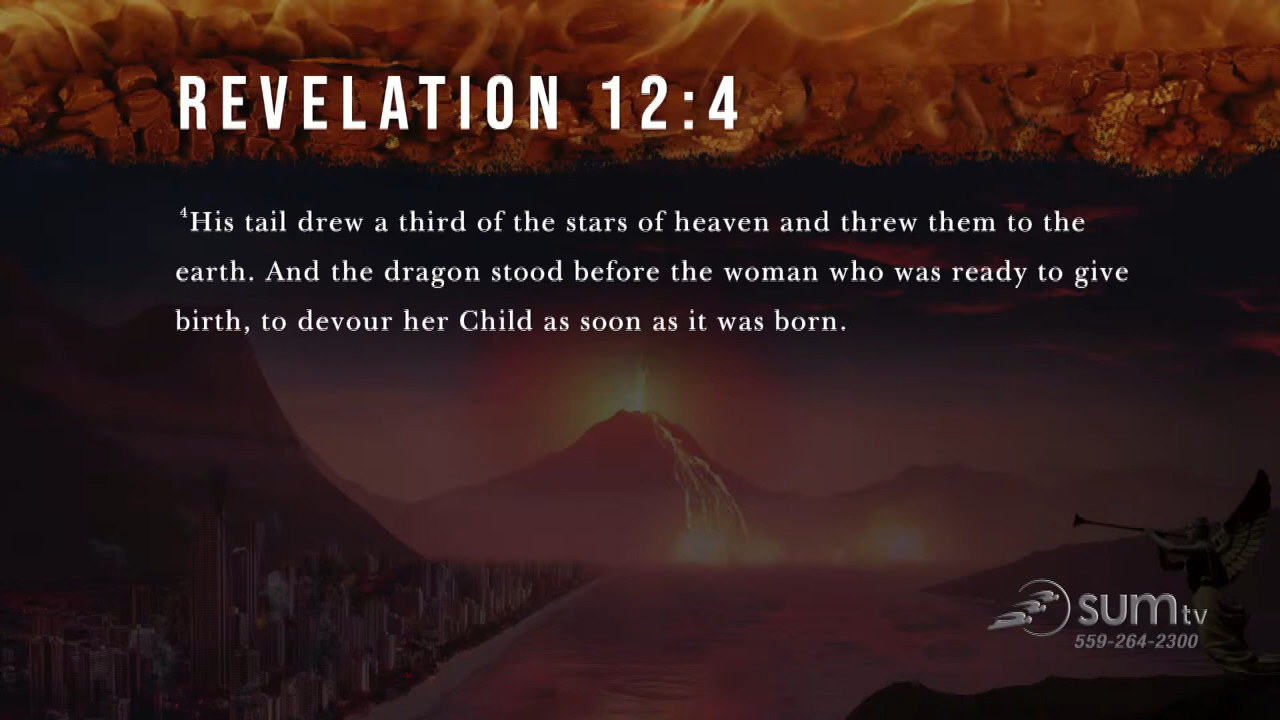 REVELATION 12:4
⁴His tail drew a third of the stars of heaven and threw them to the
earth. And the dragon stood before the woman who was ready to give
birth, to devour her Child as soon as it was born.
sumtv
559-264-2300